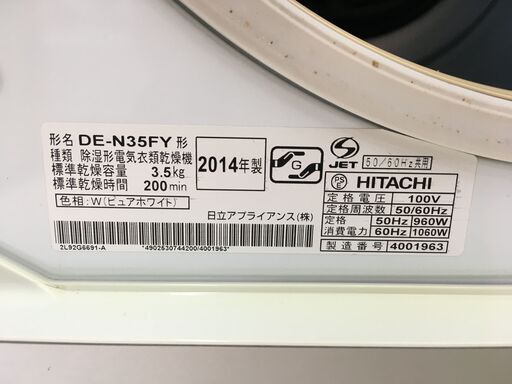 形名 DE-N35FY 形
種類 除湿形電気衣類乾燥機
標準乾燥容量 3.5kg
標準乾燥時間 200min
色相:W(ピュアホワイト)
2014年製
G
日立アプライアンス(株)
2L92G6691-A
*4902530744200/4001963*
S
JET
50/60Hz共用
PSE
HITACHI
定格電圧 100V
定格周波数 50/60Hz
定格消費電力 50Hz 960W
60Hz 1060W
製造番号 4001963